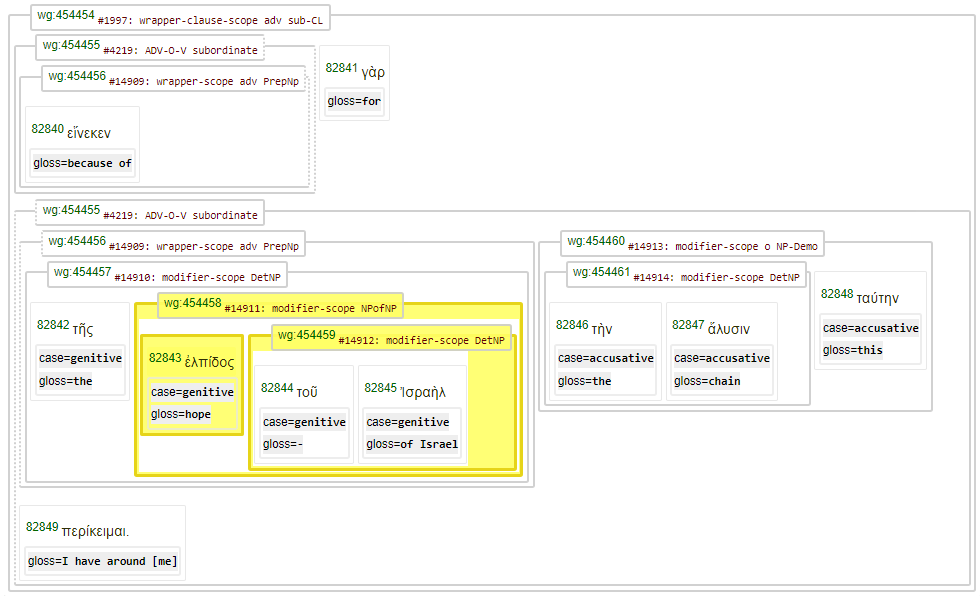 wg:454454 #1997: wrapper-clause-scope adv sub-CL
wg:454455 #4219: ADV-O-V subordinate
wg:454456 #14909: wrapper-scope adv PrepNp
82840 εἵνεκεν
gloss=because of
82841 γὰρ
gloss=for
wg:454455 #4219: ADV-O-V subordinate
wg:454456 #14909: wrapper-scope adv PrepNp
wg:454457 #14910: modifier-scope DetNP
82842 τῆς
case=genitive
gloss=the
wg:454458 #14911: modifier-scope NPofNP
82843 ἐλπίδος
case=genitive
gloss=hope
wg:454459 #14912: modifier-scope DetNP
82844 τοῦ
case=genitive
gloss=-
82845 Ἰσραὴλ
case=genitive
gloss=of Israel
wg:454460 #14913: modifier-scope o NP-Demo
wg:454461 #14914: modifier-scope DetNP
82846 τὴν
case=accusative
gloss=the
82847 ἅλυσιν
case=accusative
gloss=chain
82848 ταύτην
case=accusative
gloss=this
82849 περίκειμαι.
gloss=I have around [me]